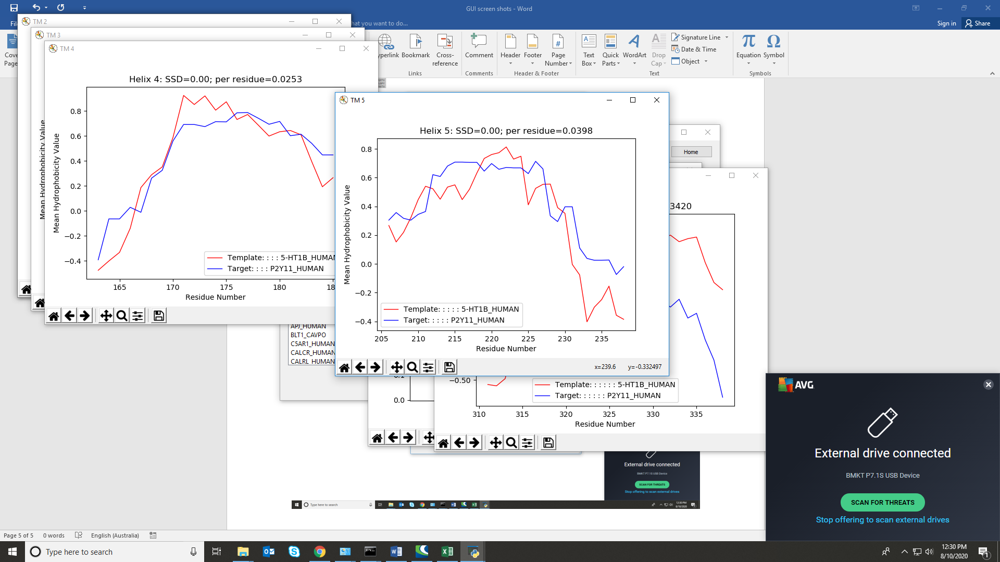 GUI screen shots - Word
Sign in
Share
hat you want to do...
TM 2
TM 3
TM 4
Cove
Page
yperlink
Bookmark
Cross-
reference
Links
Comment
Comments
Header
Footer
Page
Number
Header & Footer
Text
Box
Quick
Parts
WordArt
Drop
Cap
Signature Line
Date & Time
Object
Text
Equation
Symbol
Symbols
Mean Hydrophobicity Value
Helix 4: SSD=0.00; per residue=0.0253
Mean Hydrophobicity Value
0.8
0.6
0.4
0.2
0.0
−0.2
−0.4
165
170
175
180
18
Residue Number
Template: : : : 5-HT1B_HUMAN
Target: : : : P2Y11_HUMAN
TM 5
Helix 5: SSD=0.00; per residue=0.0398
Mean Hydrophobicity Value
0.8
0.6
0.4
0.2
0.0
−0.2
−0.4
205
210
215
220
225
230
235
Residue Number
Template: : : : : 5-HT1B_HUMAN
Target: : : : : P2Y11_HUMAN
x=239.6 y=-0.332497
Home
3420
APJ_HUMAN
BLT1_CAVPO
C5AR1_HUMAN
CALCR_HUMAN
CALRL_HUMAN
0.1
0.0
−0.50
Template: : : : : : 5-HT1B_HUMAN
Target: : : : : : P2Y11_HUMAN
310
315
320
325
330
335
Residue Number
External drive connected
BMKT P7.1S USB Device
SCAN FOR THREATS
Stop offering to scan external drives
Type here to search
12:30 PM
8/10/2020
AVG
External drive connected
BMKT P7.1S USB Device
SCAN FOR THREATS
Stop offering to scan external drives
Page 5 of 5
0 words
English (Australia)
Type here to search
12:30 PM
8/10/2020
1